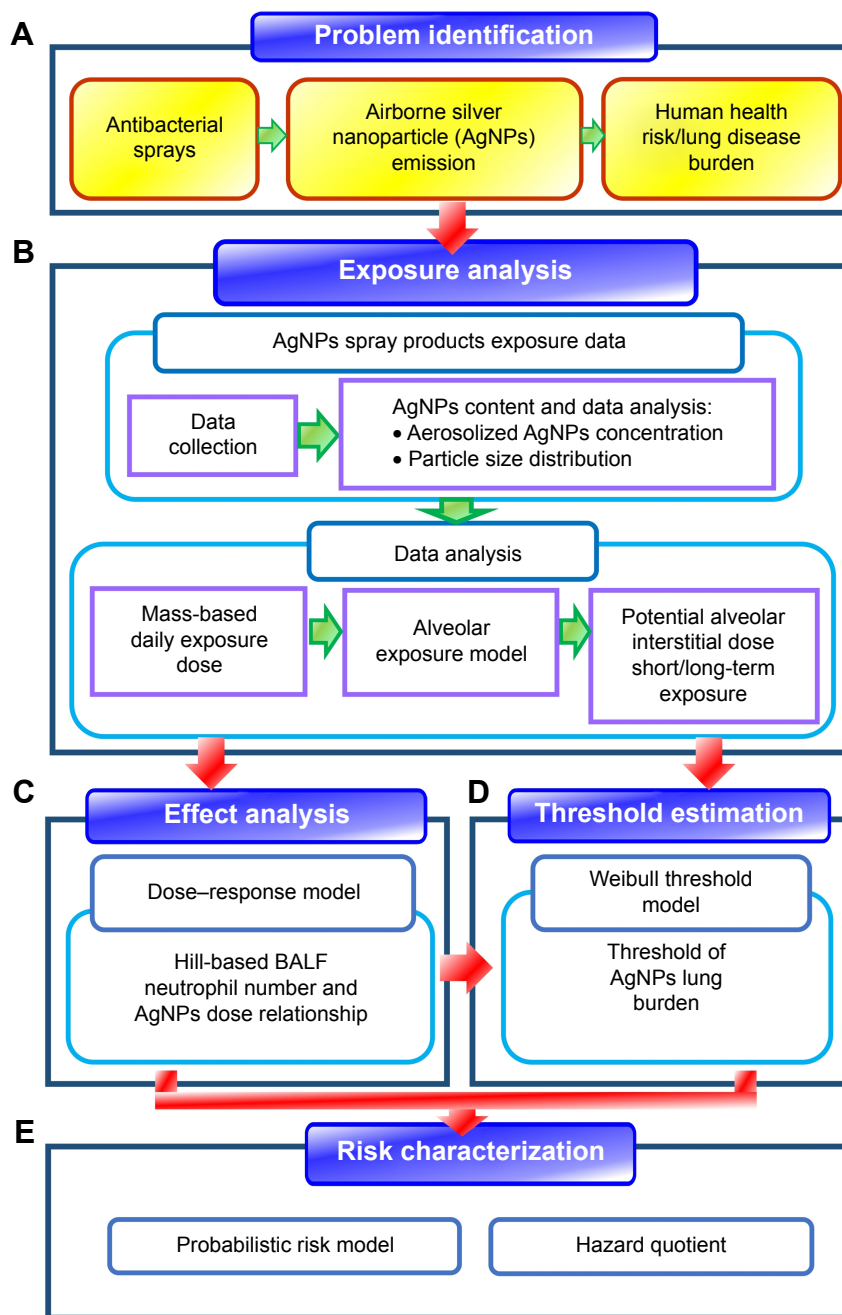 A
Problem identification
Antibacterial
sprays
Airborne silver
nanoparticle (AgNPs)
emission
Human health
risk/lung disease
burden
B
Exposure analysis
AgNPs spray products exposure data
Data
collection
AgNPs content and data analysis:
• Aerosolized AgNPs concentration
• Particle size distribution
Data analysis
Mass-based
daily exposure
dose
Alveolar
exposure model
Potential alveolar
interstitial dose
short/long-term
exposure
C
Effect analysis
Dose–response model
Hill-based BALF
neutrophil number and
AgNPs dose relationship
D
Threshold estimation
Weibull threshold
model
Threshold of
AgNPs lung
burden
E
Risk characterization
Probabilistic risk model
Hazard quotient